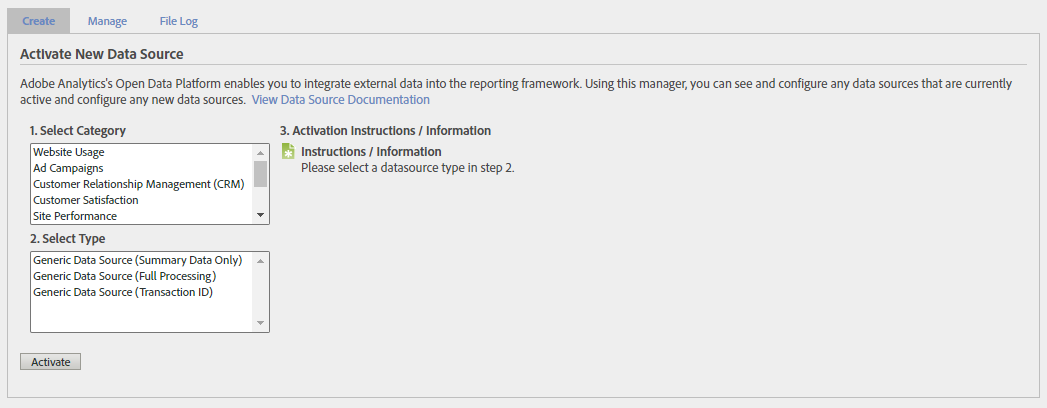 Create Manage File Log
Activate New Data Source
Adobe Analytics's Open Data Platform enables you to integrate external data into the reporting framework. Using this manager, you can see and configure any data sources that are currently
active and configure any new data sources. View Data Source Documentation
1. Select Category
Website Usage
Ad Campaigns
Customer Relationship Management (CRM)
Customer Satisfaction
Site Performance
2. Select Type
Generic Data Source (Summary Data Only)
Generic Data Source (Full Processing)
Generic Data Source (Transaction ID)
Activate
3. Activation Instructions / Information
Instructions / Information
Please select a datasource type in step 2.